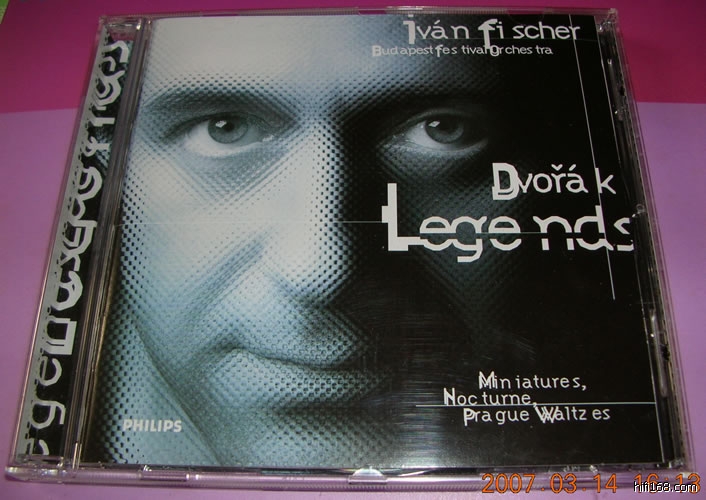 Iván Fischer
Budapest Festival Orchestra
Dvořák
Legends
Miniatures,
Nocturne,
Prague Waltzes
PHILIPS
2007.03.14
hifi168.com